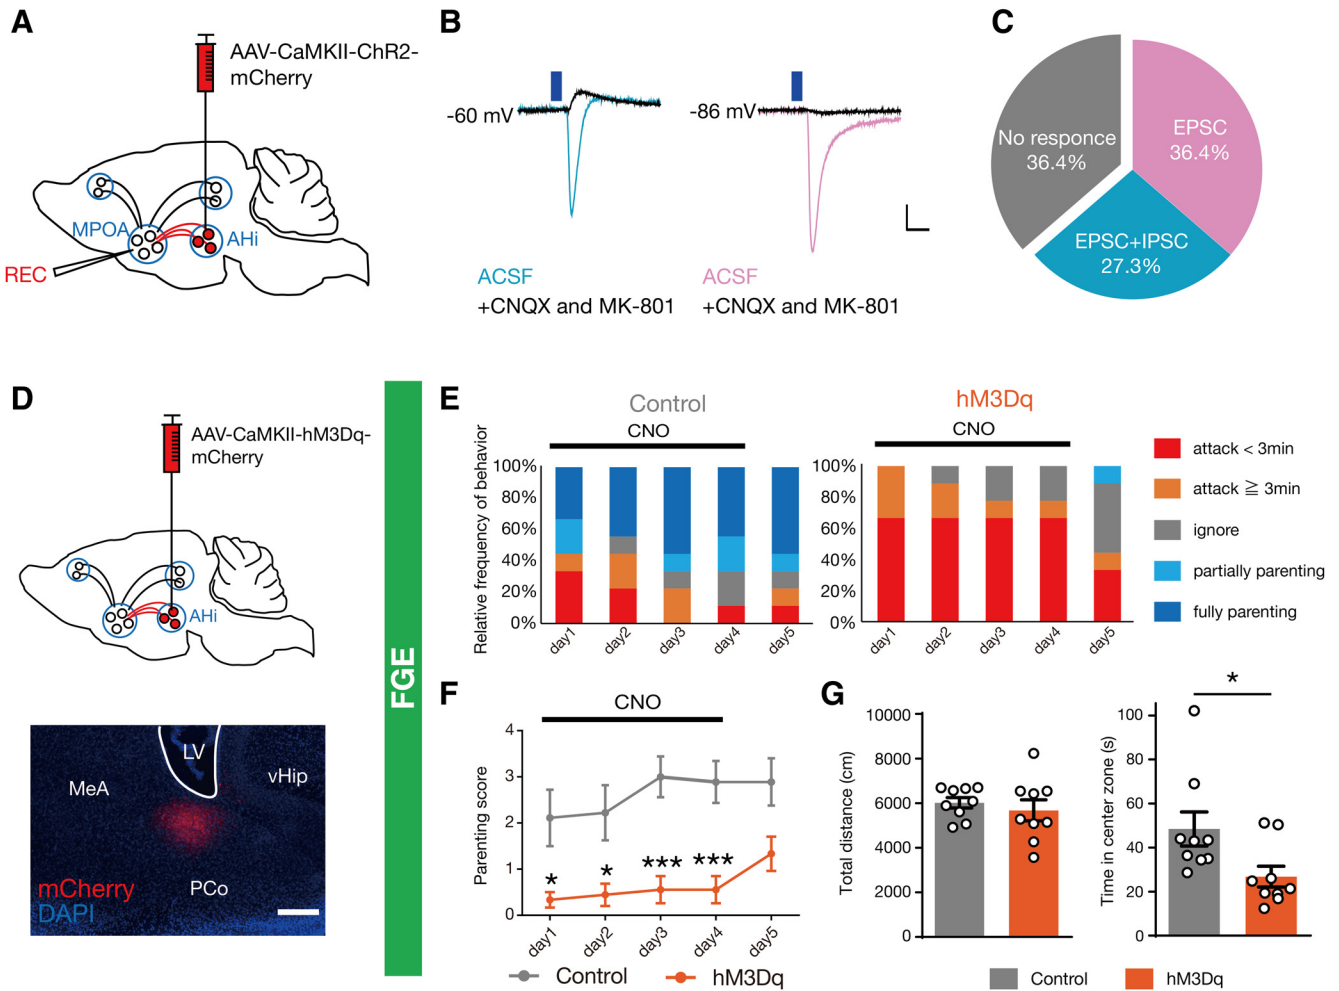 A
AAV-CaMKII-ChR2-
mCherry
MPOA
AHi
REC
B
-60 mV
-86 mV
ACSF
+CNQX and MK-801
ACSF
+CNQX and MK-801
C
No responce
36.4%
EPSC
36.4%
EPSC+IPSC
27.3%
D
AAV-CaMKII-hM3Dq-
mCherry
AHi
LV
MeA
vHip
PCo
mCherry
DAPI
FGE
E
Control
CNO
hM3Dq
CNO
Relative frequency of behavior
100%
80%
60%
40%
20%
0%
day1
day2
day3
day4
day5
100%
80%
60%
40%
20%
0%
day1
day2
day3
day4
day5
attack < 3min
attack ≧ 3min
ignore
partially parenting
fully parenting
F
CNO
Parenting score
4
3
2
1
0
*
*
***
***
day1
day2
day3
day4
day5
Control
hM3Dq
G
Total distance (cm)
10000
8000
6000
4000
2000
0
*
Time in center zone (s)
100
80
60
40
20
0
Control
hM3Dq